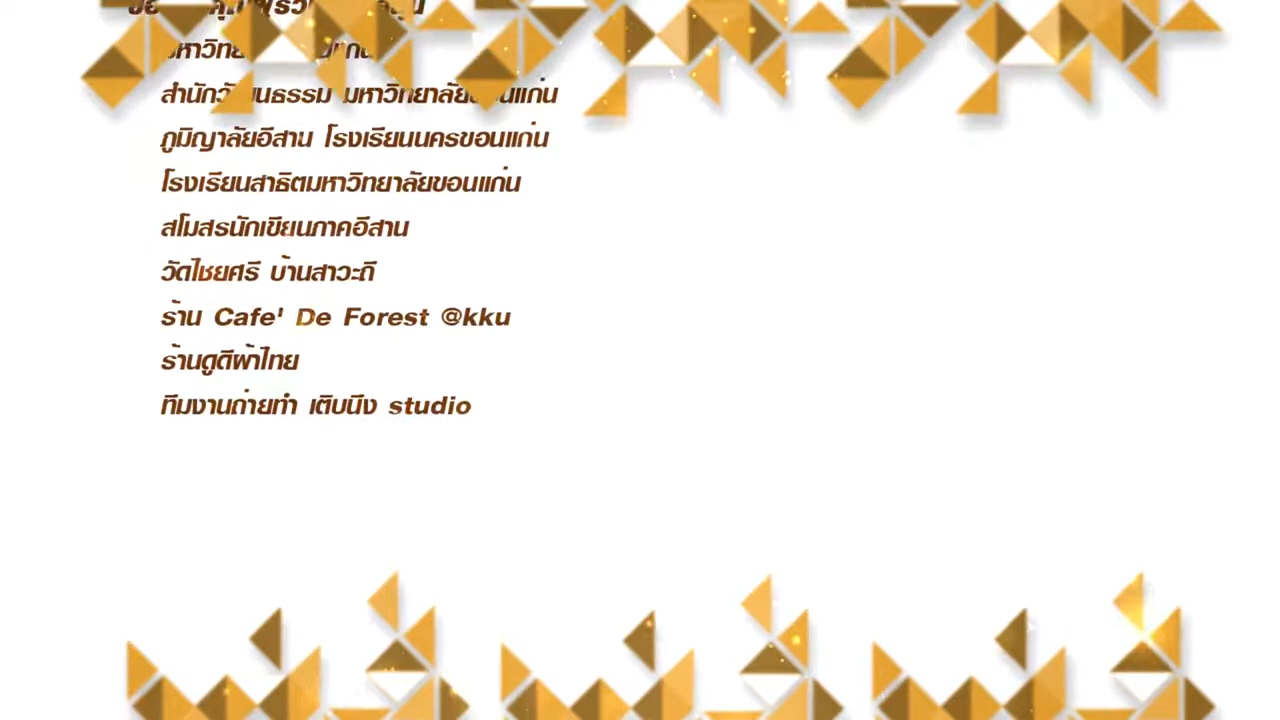 สำนักวัฒนธรรม มหาวิทยาลัยขอนแก่น
ภูมิญาลัยอีสาน โรงเรียนนครขอนแก่น
โรงเรียนสาธิตมหาวิทยาลัยขอนแก่น
สโมสรนักเขียนภาคอีสาน
วัดไชยศรี บ้านสาวะถี
ร้าน Cafe' De Forest @kku
ร้านดูดีผ้าไทย
ทีมงานถ่ายทำ เติบนึง studio